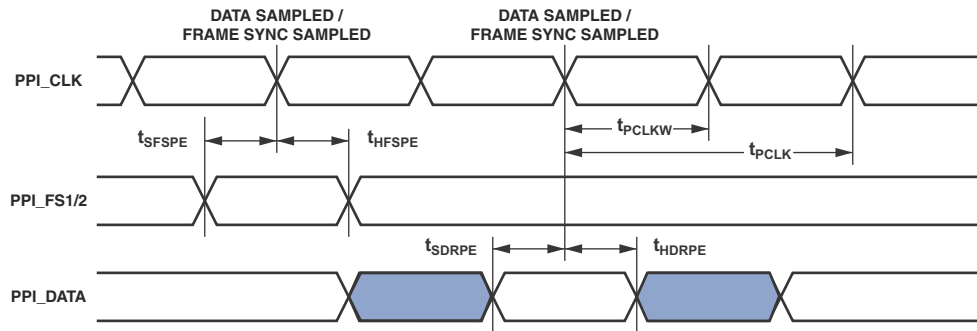 DATA SAMPLED /
FRAME SYNC SAMPLED
DATA SAMPLED /
FRAME SYNC SAMPLED
PPI_CLK
tSFSPE
tHFSPE
tPCLKW
tPCLK
PPI_FS1/2
tSDRPE
tHDRPE
PPI_DATA